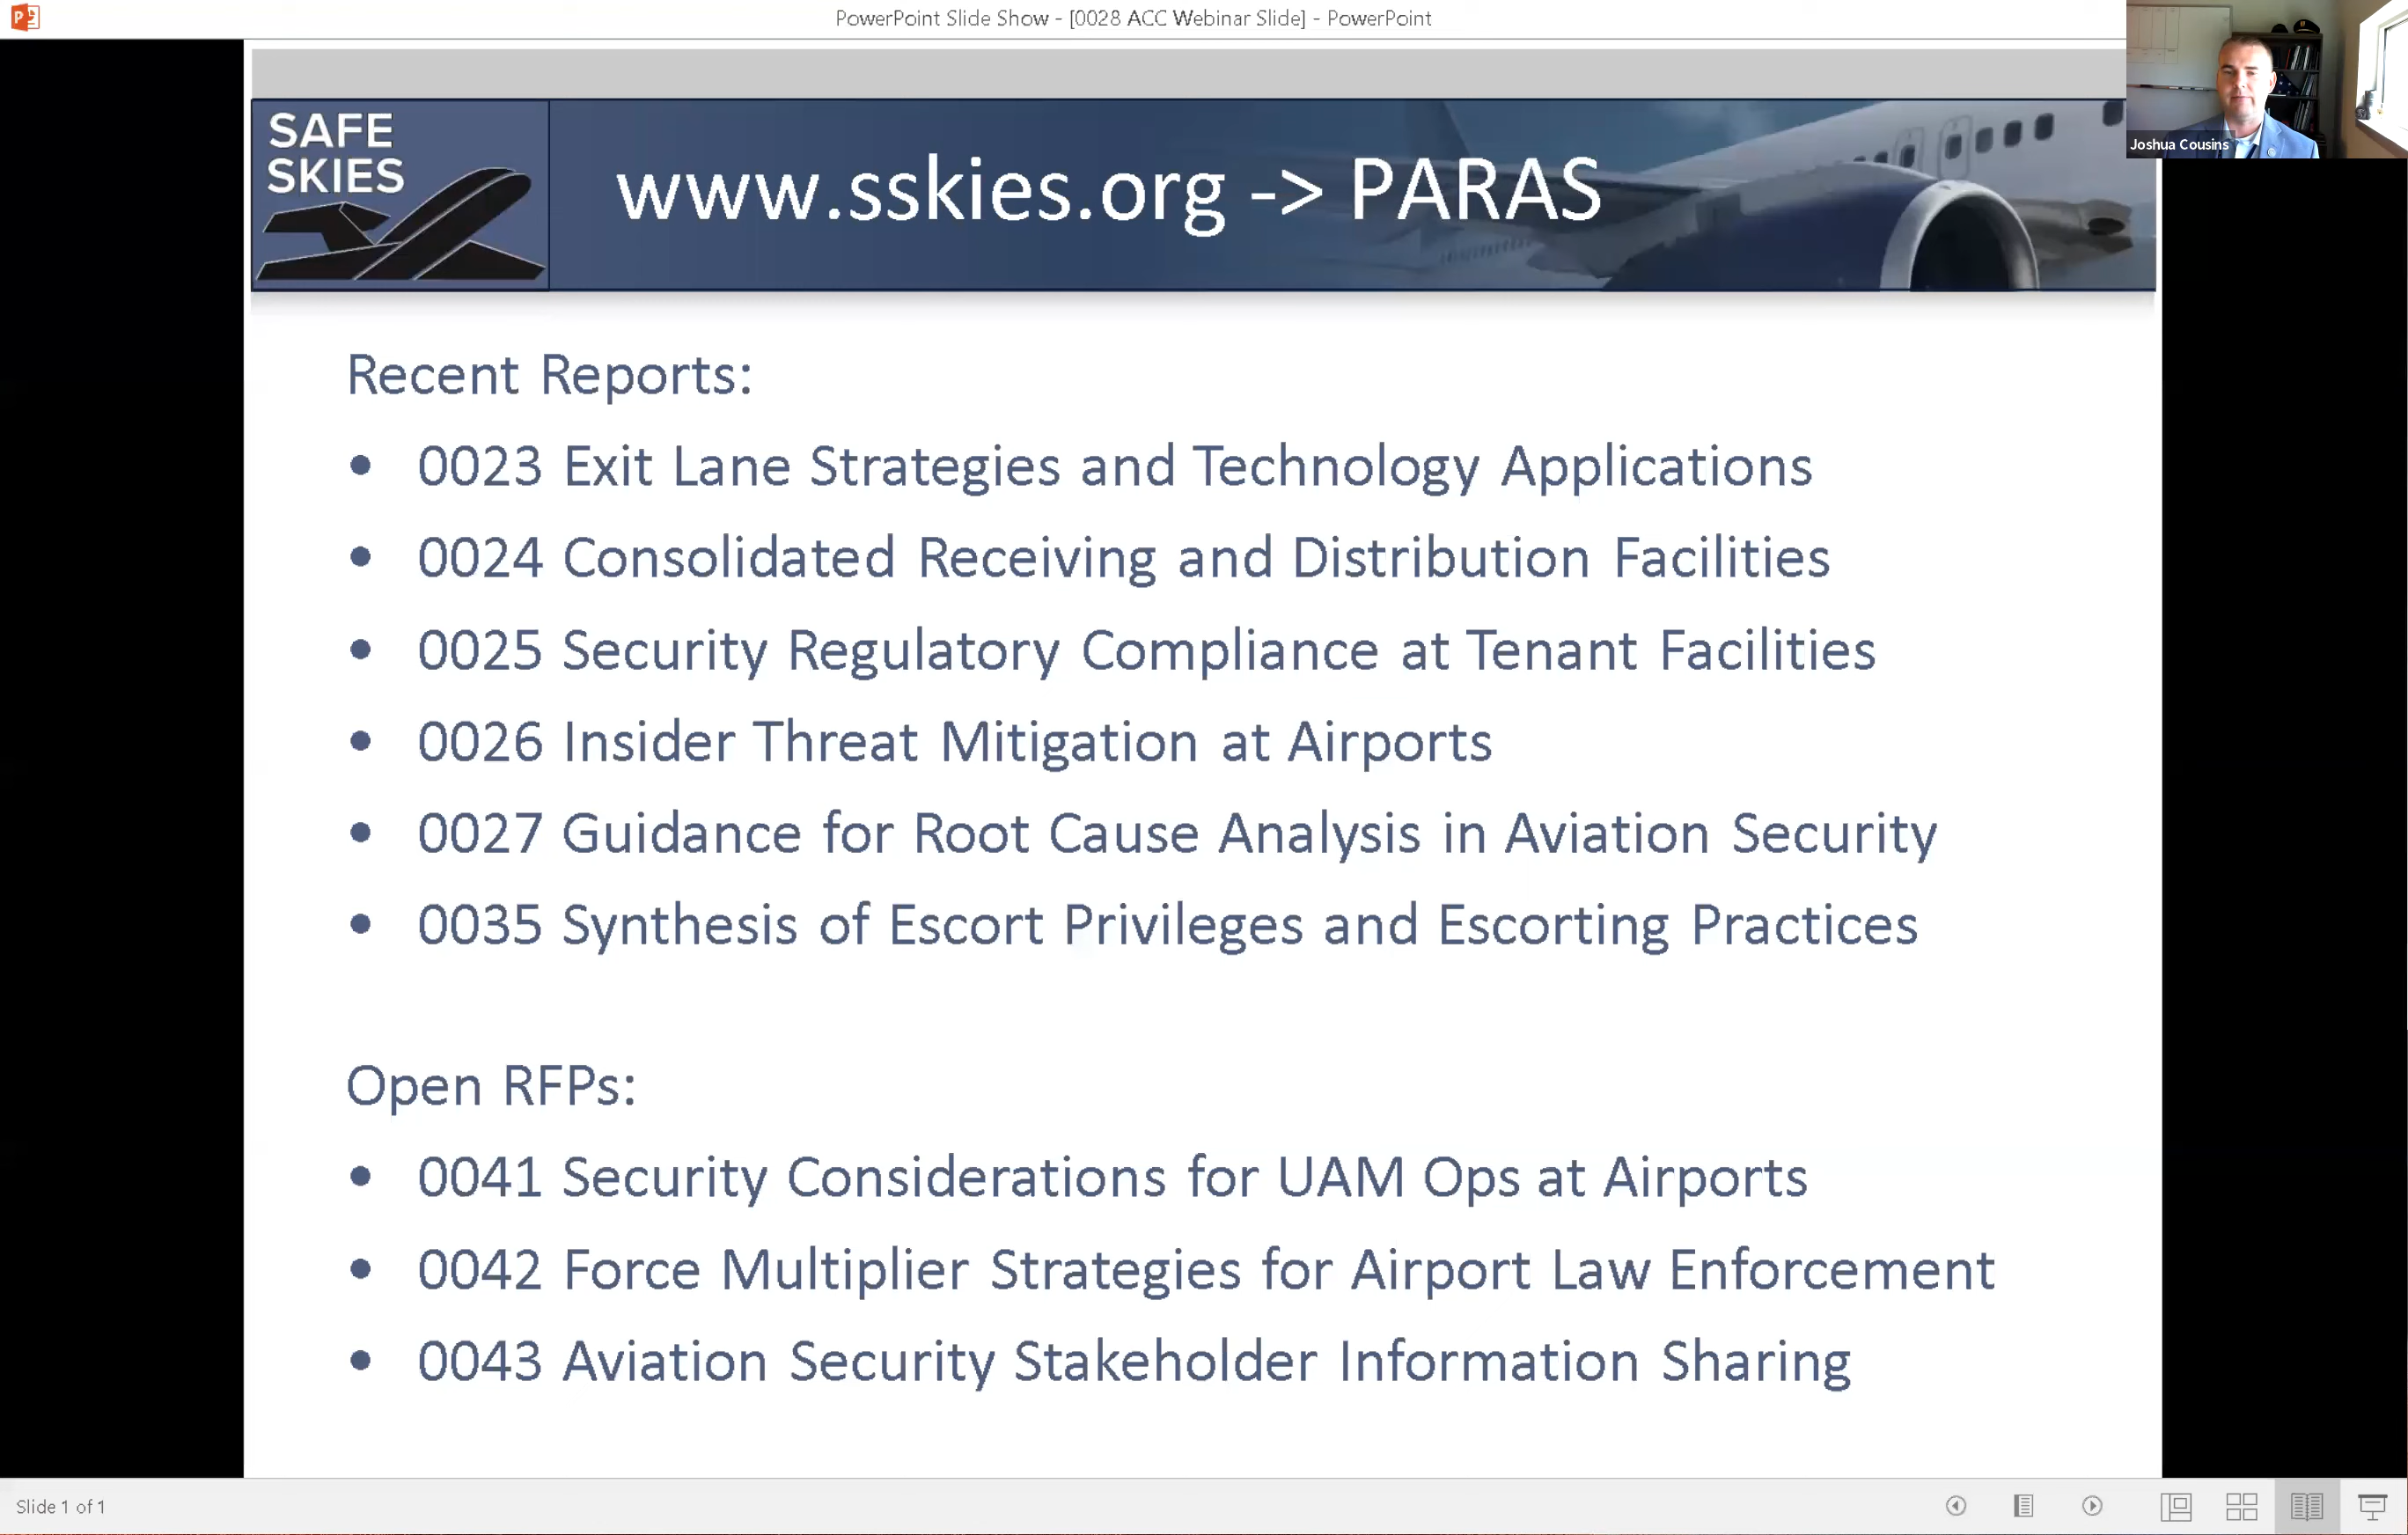 PowerPoint Slide Show - [0028 ACC Webinar Slide] - PowerPoint
Joshua Cousins
SAFE
SKIES
www.sskies.org -> PARAS
Recent Reports:
• 0023 Exit Lane Strategies and Technology Applications
• 0024 Consolidated Receiving and Distribution Facilities
• 0025 Security Regulatory Compliance at Tenant Facilities
• 0026 Insider Threat Mitigation at Airports
• 0027 Guidance for Root Cause Analysis in Aviation Security
• 0035 Synthesis of Escort Privileges and Escorting Practices
Open RFPs:
• 0041 Security Considerations for UAM Ops at Airports
• 0042 Force Multiplier Strategies for Airport Law Enforcement
• 0043 Aviation Security Stakeholder Information Sharing
Slide 1 of 1